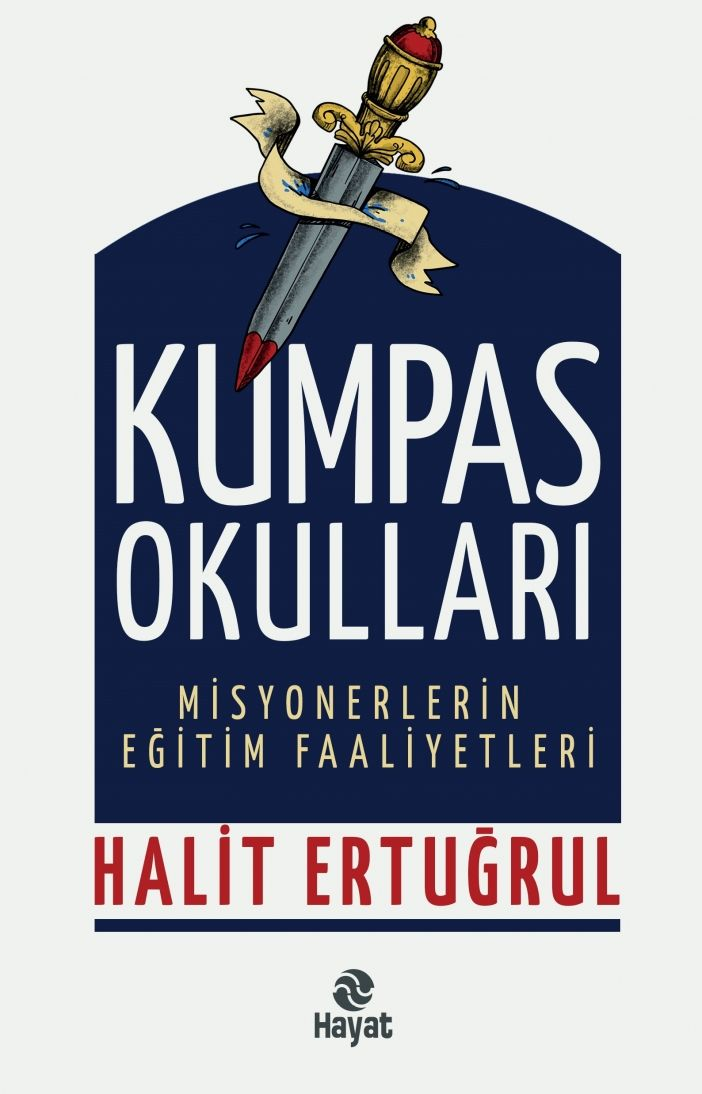 KUMPAS
OKULLARI
MİSYONERLERİN
EĞİTİM FAALİYETLERİ
HALİT ERTUĞRUL
Hayat